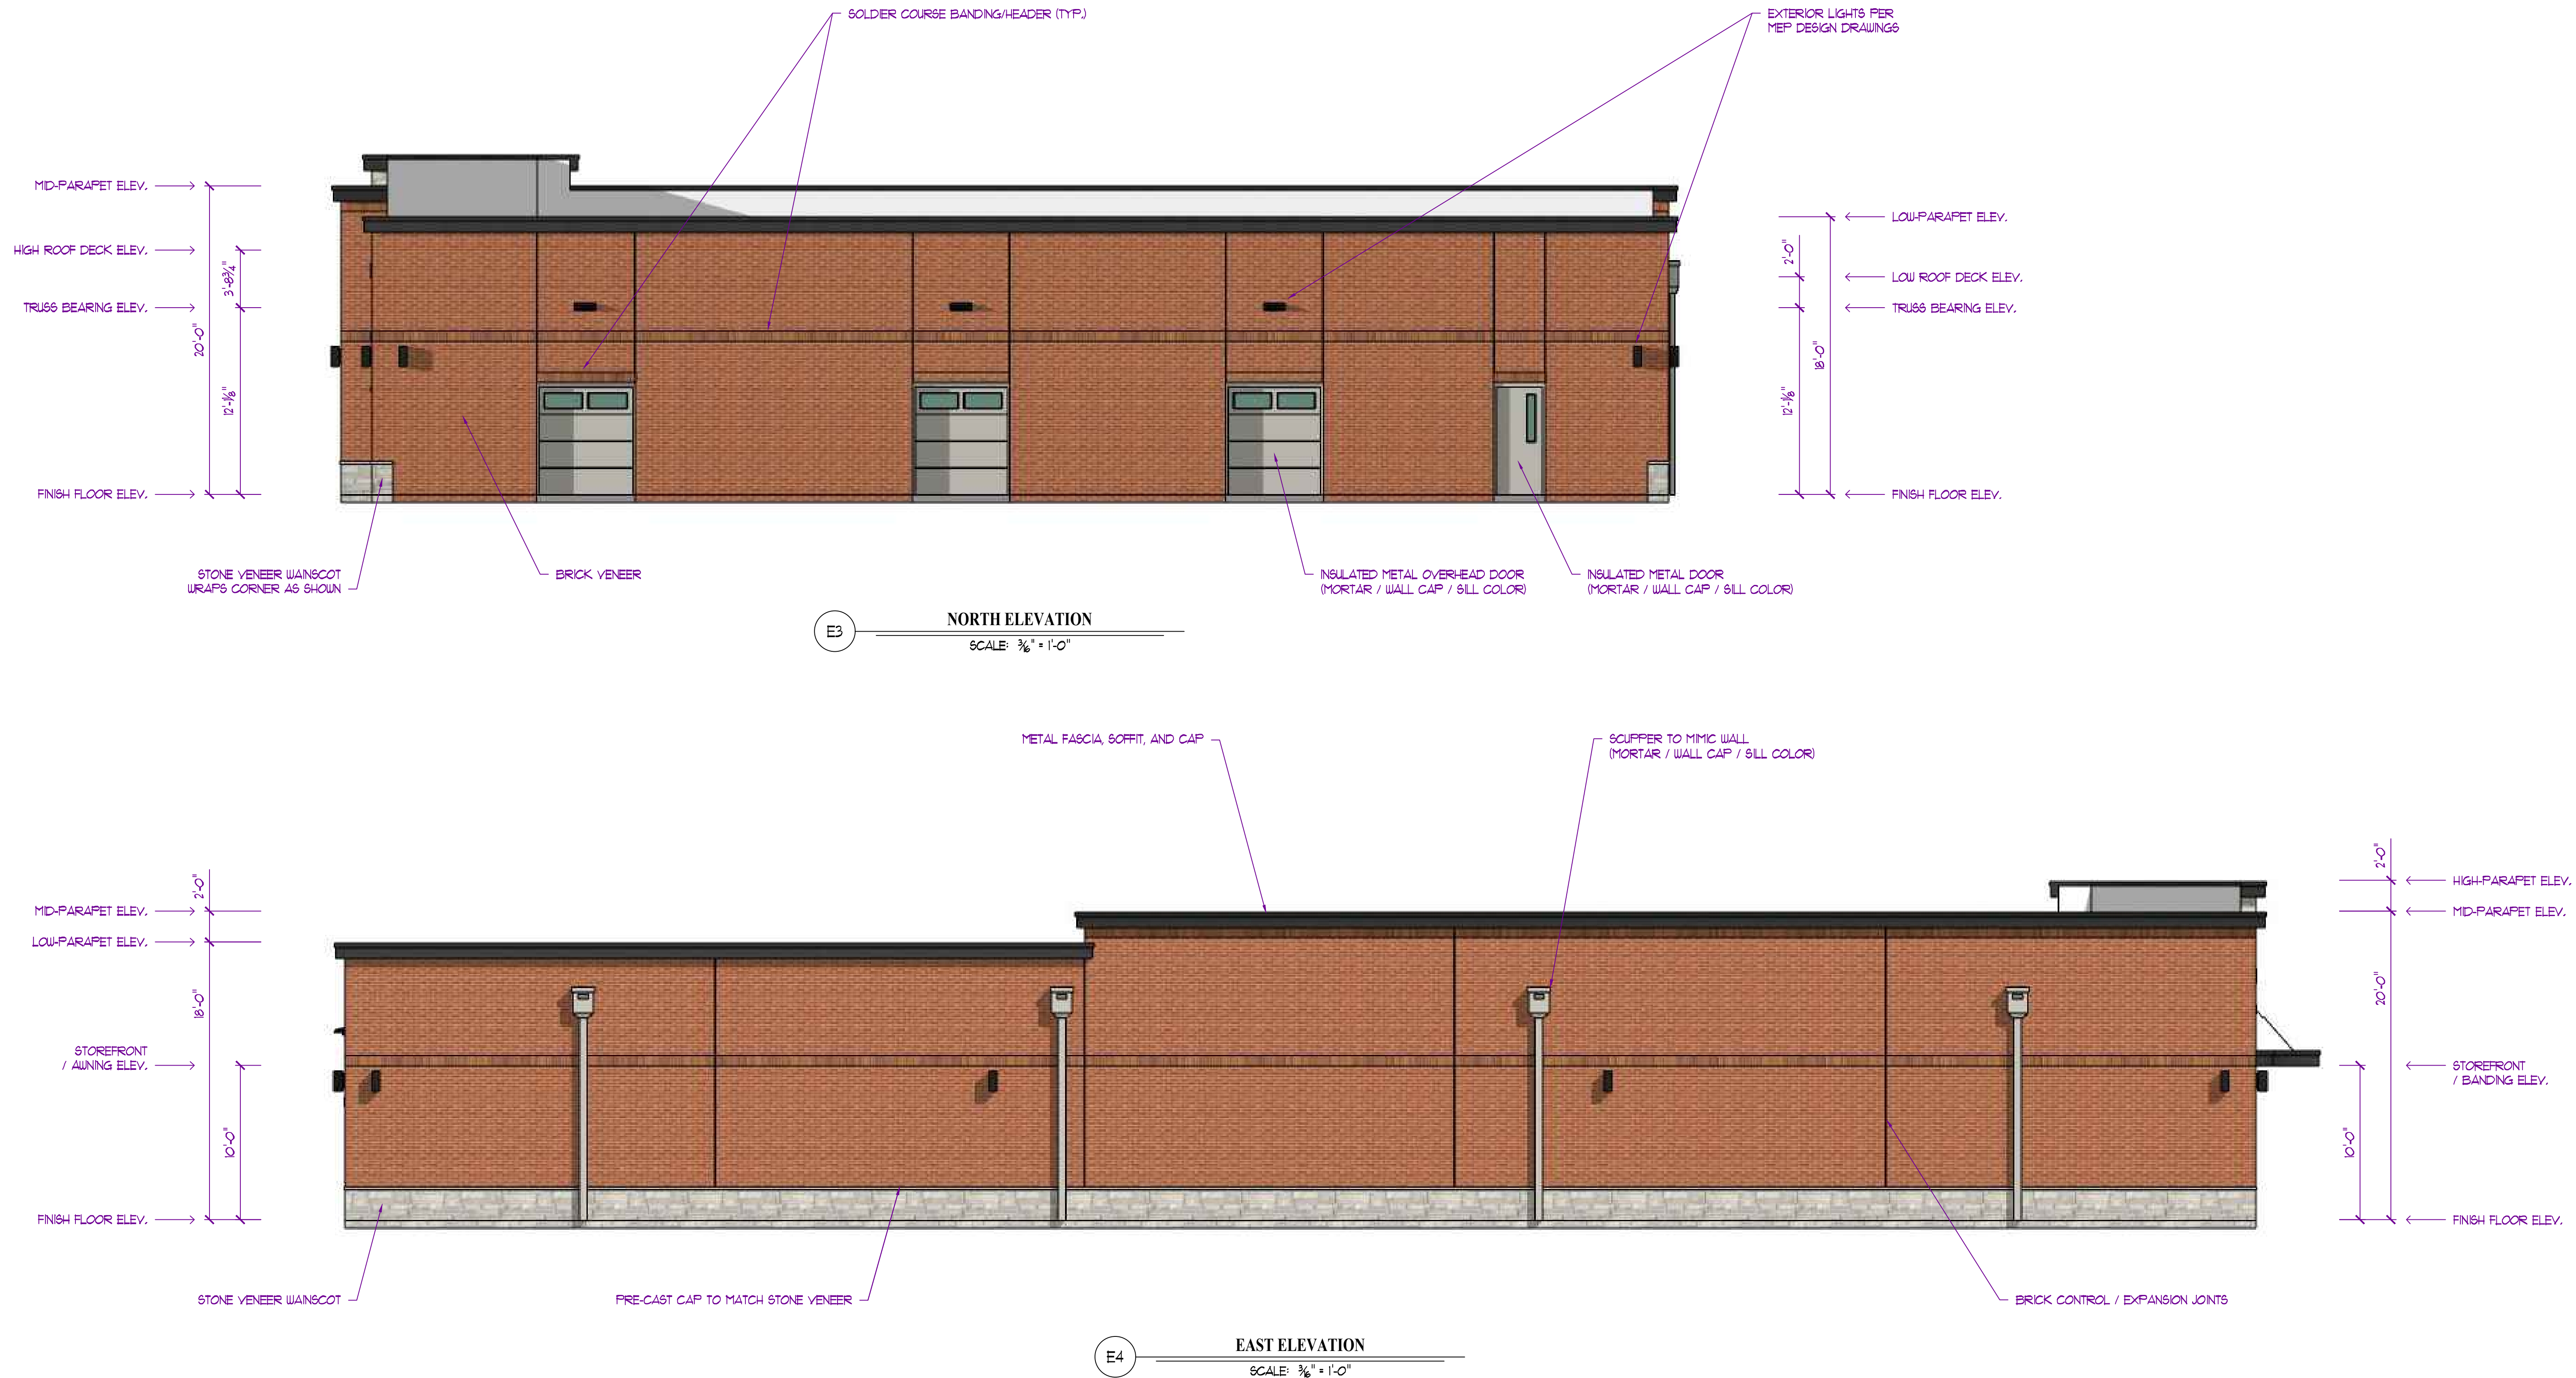 SOLDIER COURSE BANDING/HEADER (TYP.)
EXTERIOR LIGHTS PER
MEP DESIGN DRAWINGS
MID-PARAPET ELEV.
HIGH ROOF DECK ELEV.
TRUSS BEARING ELEV.
FINISH FLOOR ELEV.
20'-0"
3'-8¾"
12'-⅛"
LOW-PARAPET ELEV.
LOW ROOF DECK ELEV.
TRUSS BEARING ELEV.
FINISH FLOOR ELEV.
2'-0"
12'-⅛"
18'-0"
STONE VENEER WAINSCOT
WRAPS CORNER AS SHOWN
BRICK VENEER
INSULATED METAL OVERHEAD DOOR
(MORTAR / WALL CAP / SILL COLOR)
INSULATED METAL DOOR
(MORTAR / WALL CAP / SILL COLOR)
E3
NORTH ELEVATION
SCALE: 3/16" = 1'-0"
METAL FASCIA, SOFFIT, AND CAP
SCUPPER TO MIMIC WALL
(MORTAR / WALL CAP / SILL COLOR)
MID-PARAPET ELEV.
LOW-PARAPET ELEV.
STOREFRONT
/ AWNING ELEV.
FINISH FLOOR ELEV.
2'-0"
18'-0"
10'-0"
2'-0"
20'-0"
10'-0"
HIGH-PARAPET ELEV.
MID-PARAPET ELEV.
STOREFRONT
/ BANDING ELEV.
FINISH FLOOR ELEV.
STONE VENEER WAINSCOT
PRE-CAST CAP TO MATCH STONE VENEER
BRICK CONTROL / EXPANSION JOINTS
E4
EAST ELEVATION
SCALE: 3/16" = 1'-0"